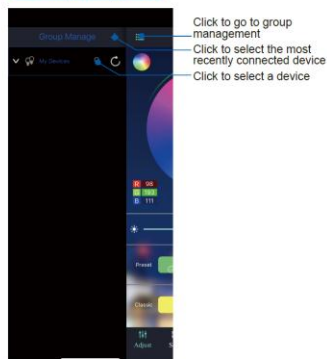 Click to go to group
management
Click to select the most
recently connected device
Click to select a device
Group Manage
My Devices
R 98
G 193
B 111
Preset
Classic
Adjust